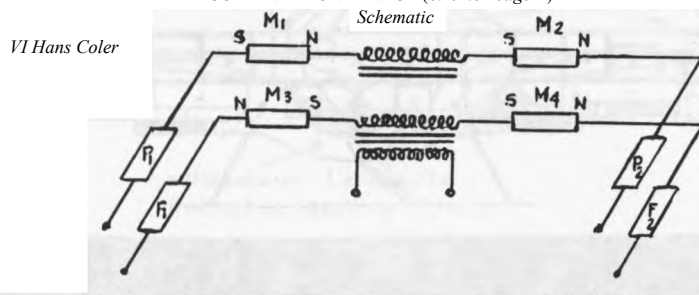 Schematic
VI Hans Coler
M1 M2
S N S N
M3 M4
N S S N
P1 P2
F1 F2